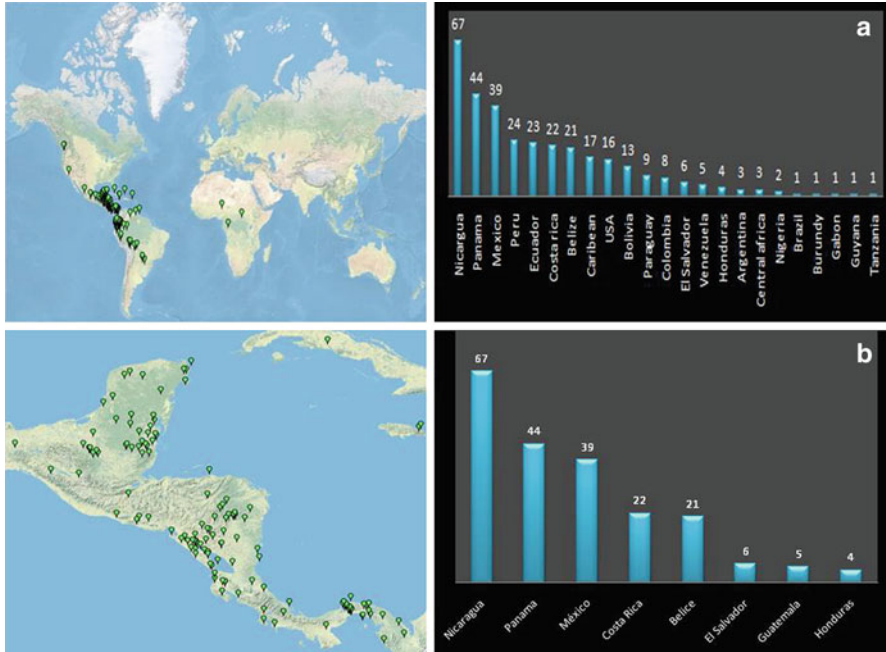 a
67
44
39
24
23
22
21
17
16
13
9
8
6
5
4
3
3
2
1
1
1
1
1
Nicargua
Panama
Mexico
Peru
Ecuador
Costa rica
Belize
Caribean
USA
Bolivia
Paraguay
Colombia
El Salvador
Venezuela
Honduras
Argentina
Central africa
Nigeria
Brazil
Burundy
Gabon
Guyana
Tanzania
b
67
44
39
22
21
6
5
4
Nicaragua
Panama
México
Costa Rica
Belice
El Salvador
Guatemala
Honduras